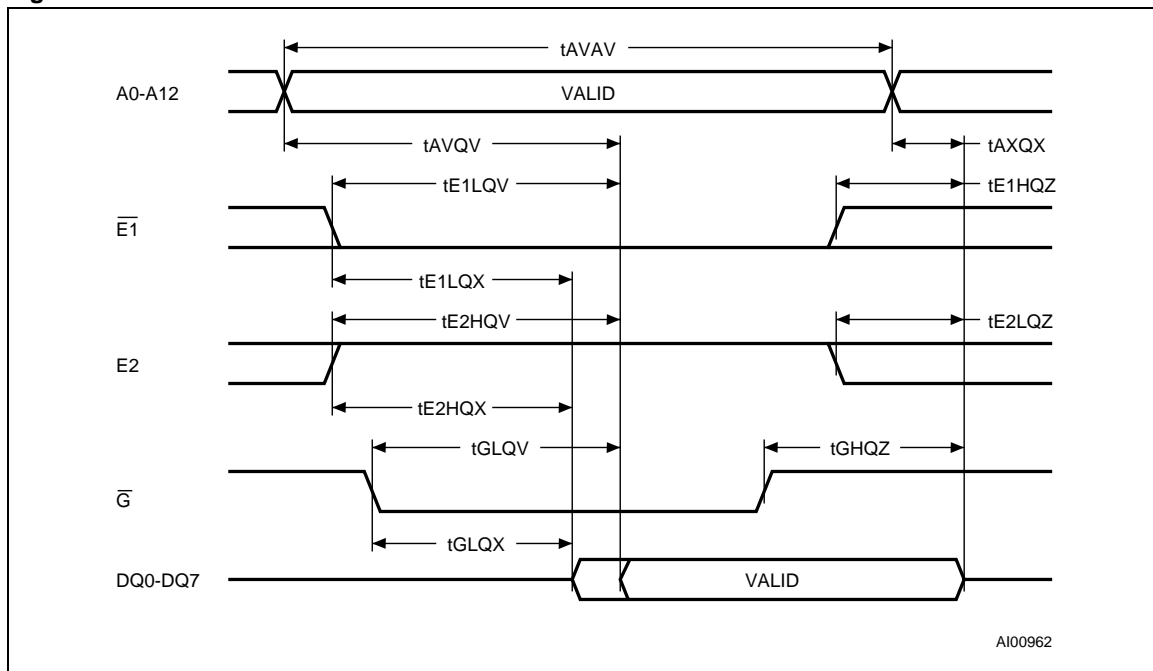 tAVAV
A0-A12 VALID
tAVQV tAXQX
tE1LQV tE1HQZ
E1
tE1LQX
tE2HQV tE2LQZ
E2
tE2HQX
tGLQV tGHQZ
G
tGLQX
DQ0-DQ7 VALID
AI00962